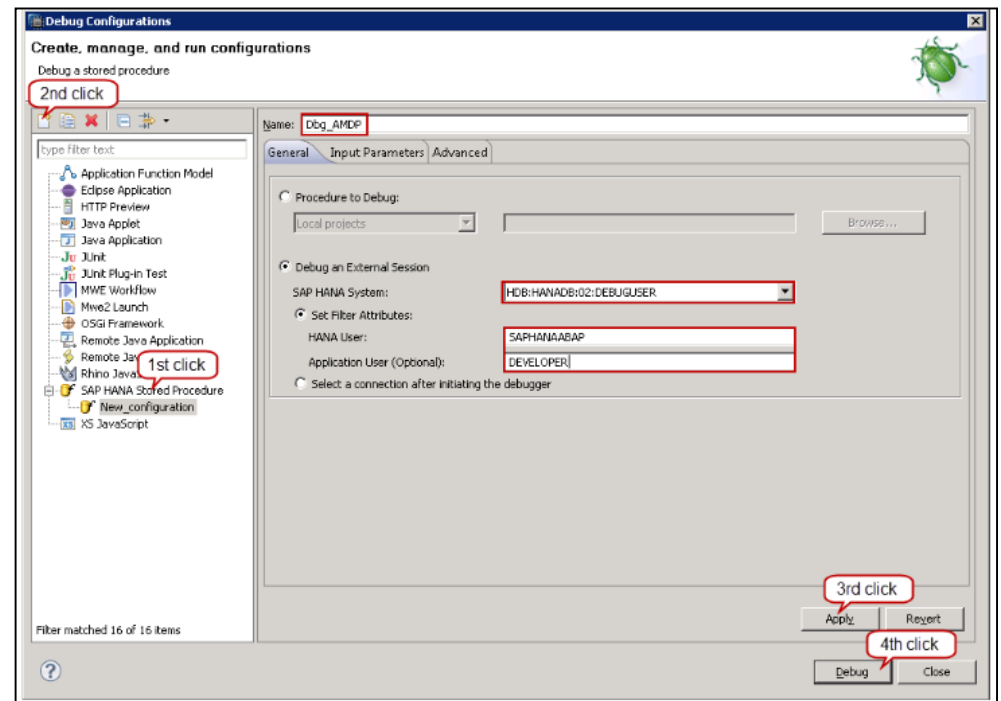 Debug Configurations
Create, manage, and run configurations
Debug a stored procedure
2nd click
type filter text
Application Function Model
Eclipse Application
HTTP Preview
Java Applet
Java Application
JUnit
JUnit Plug-in Test
MWE Workflow
Mwe2 Launch
OSGi Framework
Remote Java Application
Remote Jav
Rhino Javas
1st click
SAP HANA Stored Procedure
New_configuration
XS JavaScript
Filter matched 16 of 16 items
Name: Dbg_AMDP
General Input Parameters Advanced
Procedure to Debug:
Local projects Browse...
Debug an External Session
SAP HANA System: HDB:HANADB:02:DEBUGUSER
Set Filter Attributes:
HANA User: SAPHANAABAP
Application User (Optional): DEVELOPER
Select a connection after initiating the debugger
3rd click
Apply Revert
4th click
Debug Close